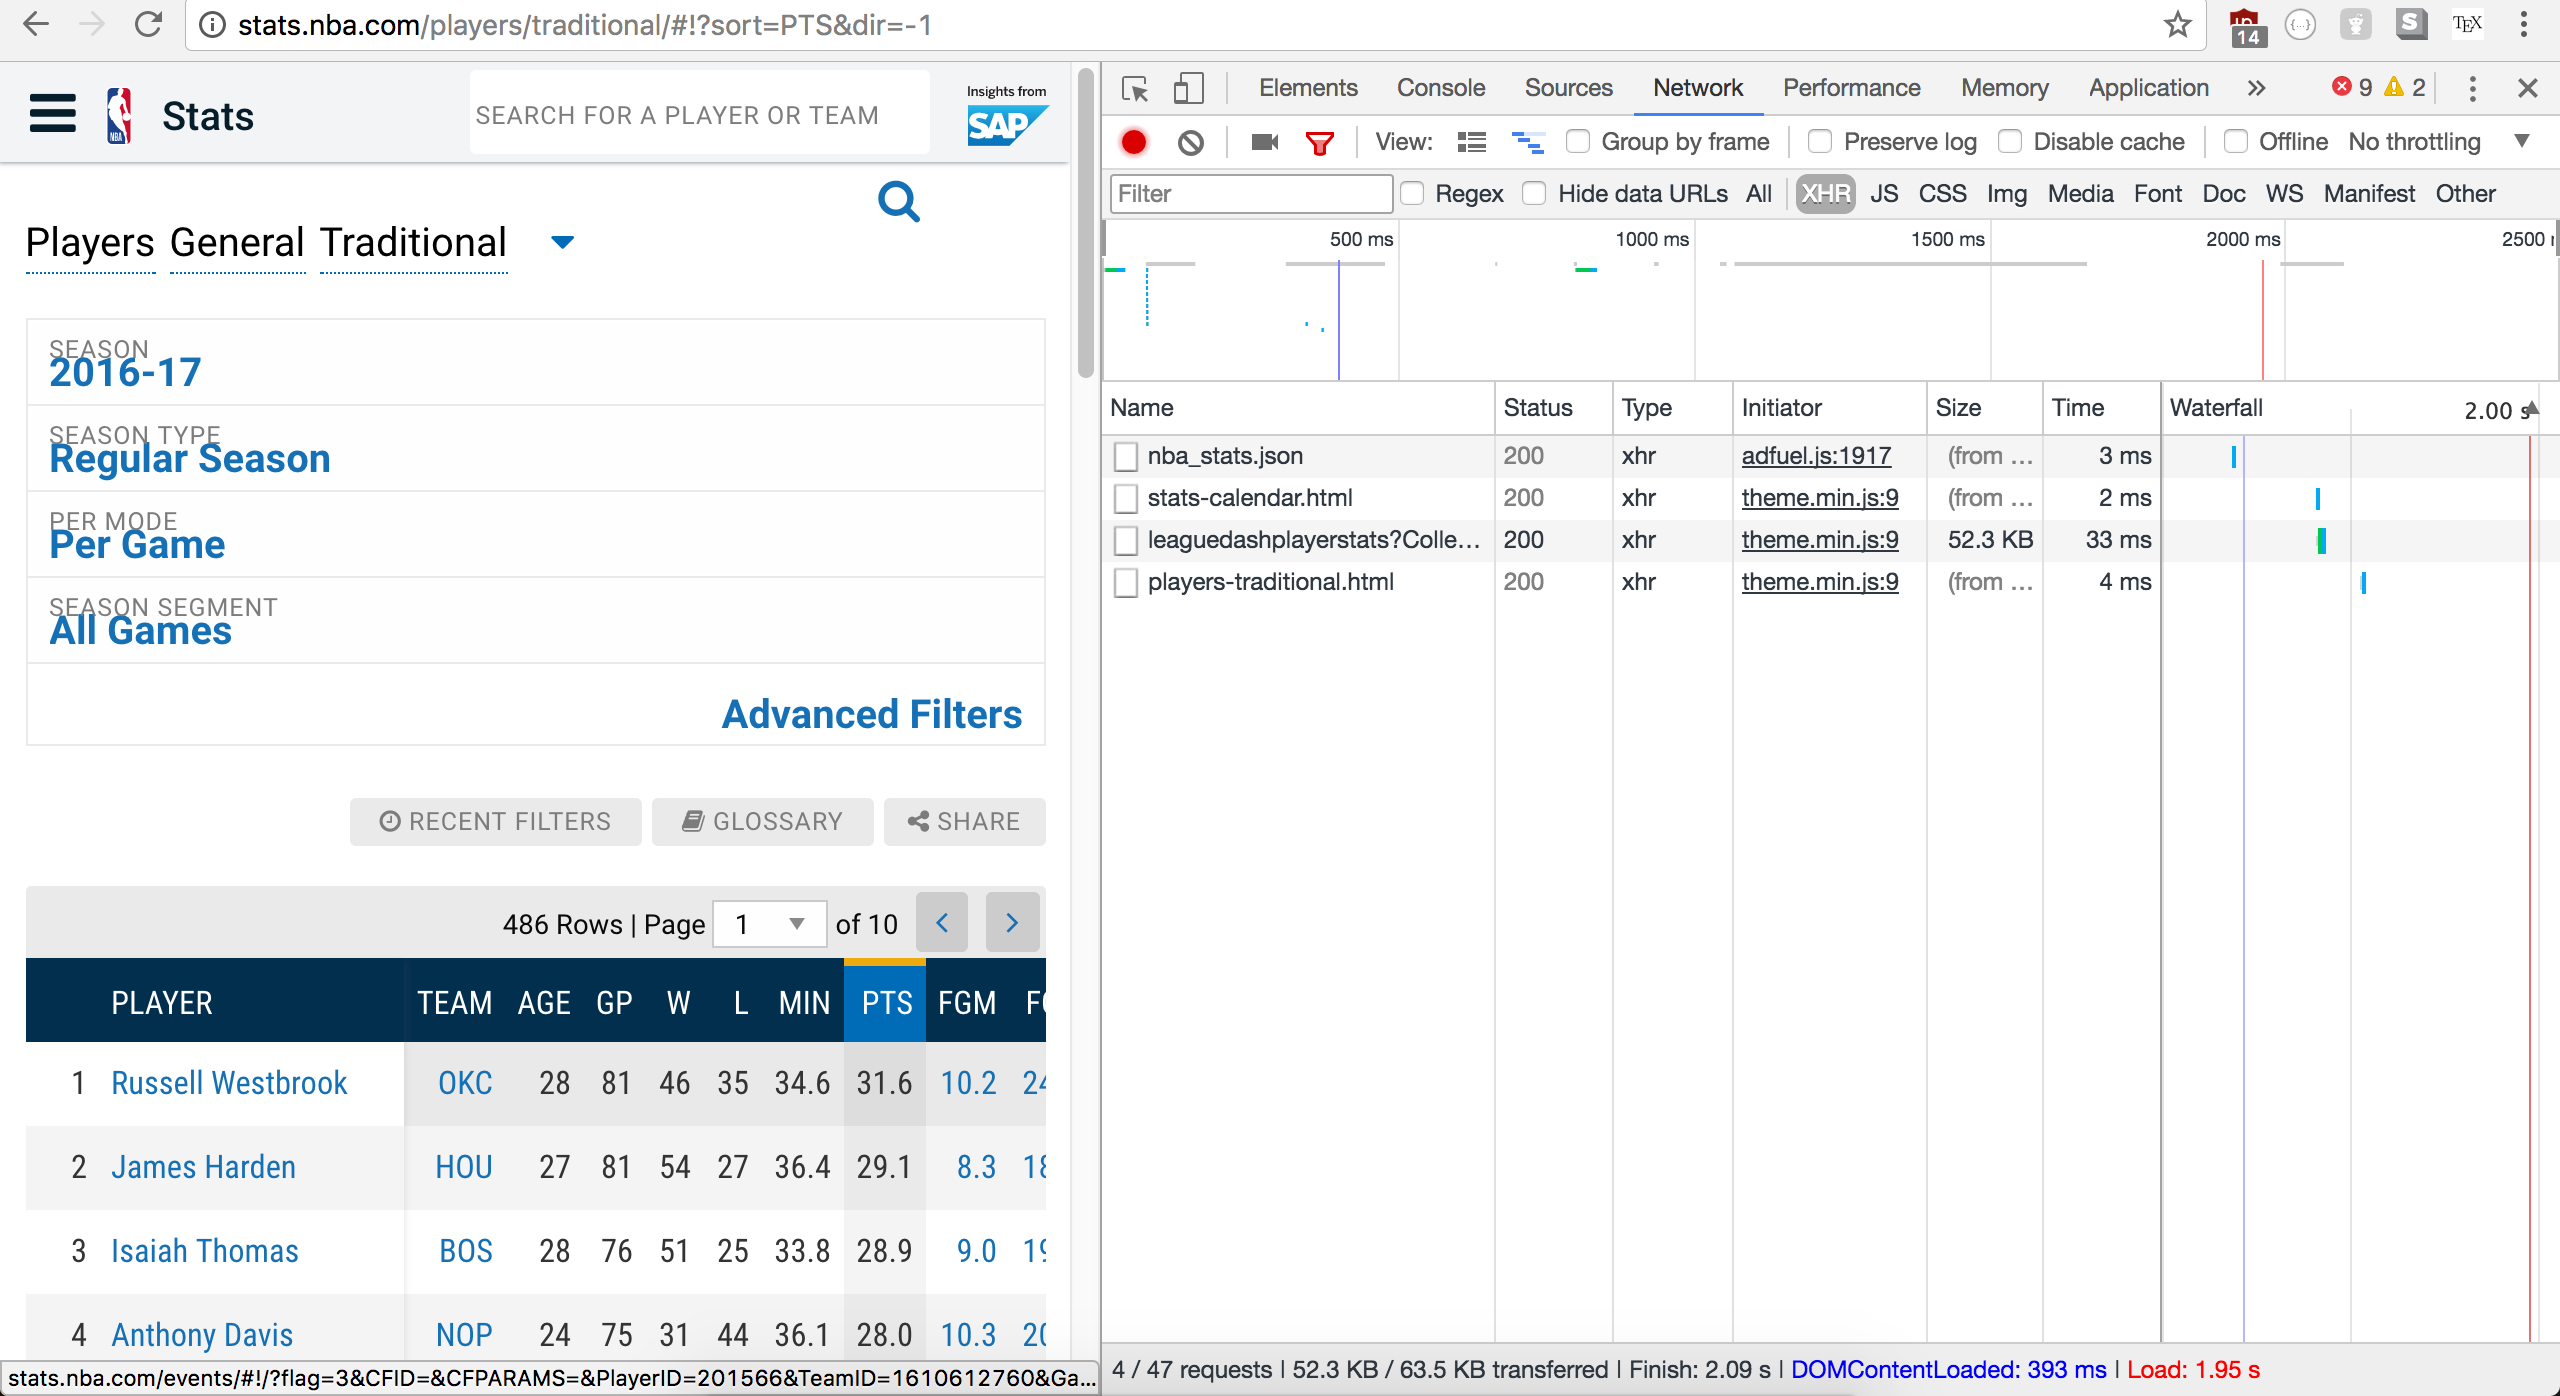 stats.nba.com/players/traditional/#!?sort=PTS&dir=-1
14
{...}
S
TEX
NBA
Stats
SEARCH FOR A PLAYER OR TEAM
Insights from
SAP
Players General Traditional
SEASON
2016-17
SEASON TYPE
Regular Season
PER MODE
Per Game
SEASON SEGMENT
All Games
Advanced Filters
RECENT FILTERS
GLOSSARY
SHARE
486 Rows | Page 1 of 10
PLAYER TEAM AGE GP W L MIN PTS FGM
1 Russell Westbrook OKC 28 81 46 35 34.6 31.6 10.2 24
2 James Harden HOU 27 81 54 27 36.4 29.1 8.3 18
3 Isaiah Thomas BOS 28 76 51 25 33.8 28.9 9.0 19
4 Anthony Davis NOP 24 75 31 44 36.1 28.0 10.3 20
stats.nba.com/events/#!/?flag=3&CFID=&CFPARAMS=&PlayerID=201566&TeamID=1610612760&Ga...
Elements Console Sources Network Performance Memory Application » 9 2
View: Group by frame Preserve log Disable cache Offline No throttling
Filter Regex Hide data URLs All XHR JS CSS Img Media Font Doc WS Manifest Other
500 ms 1000 ms 1500 ms 2000 ms 2500
Name Status Type Initiator Size Time Waterfall 2.00 s
nba_stats.json 200 xhr adfuel.js:1917 (from ... 3 ms
stats-calendar.html 200 xhr theme.min.js:9 (from ... 2 ms
leaguedashplayerstats?Colle... 200 xhr theme.min.js:9 52.3 KB 33 ms
players-traditional.html 200 xhr theme.min.js:9 (from ... 4 ms
4 / 47 requests | 52.3 KB / 63.5 KB transferred | Finish: 2.09 s | DOMContentLoaded: 393 ms | Load: 1.95 s